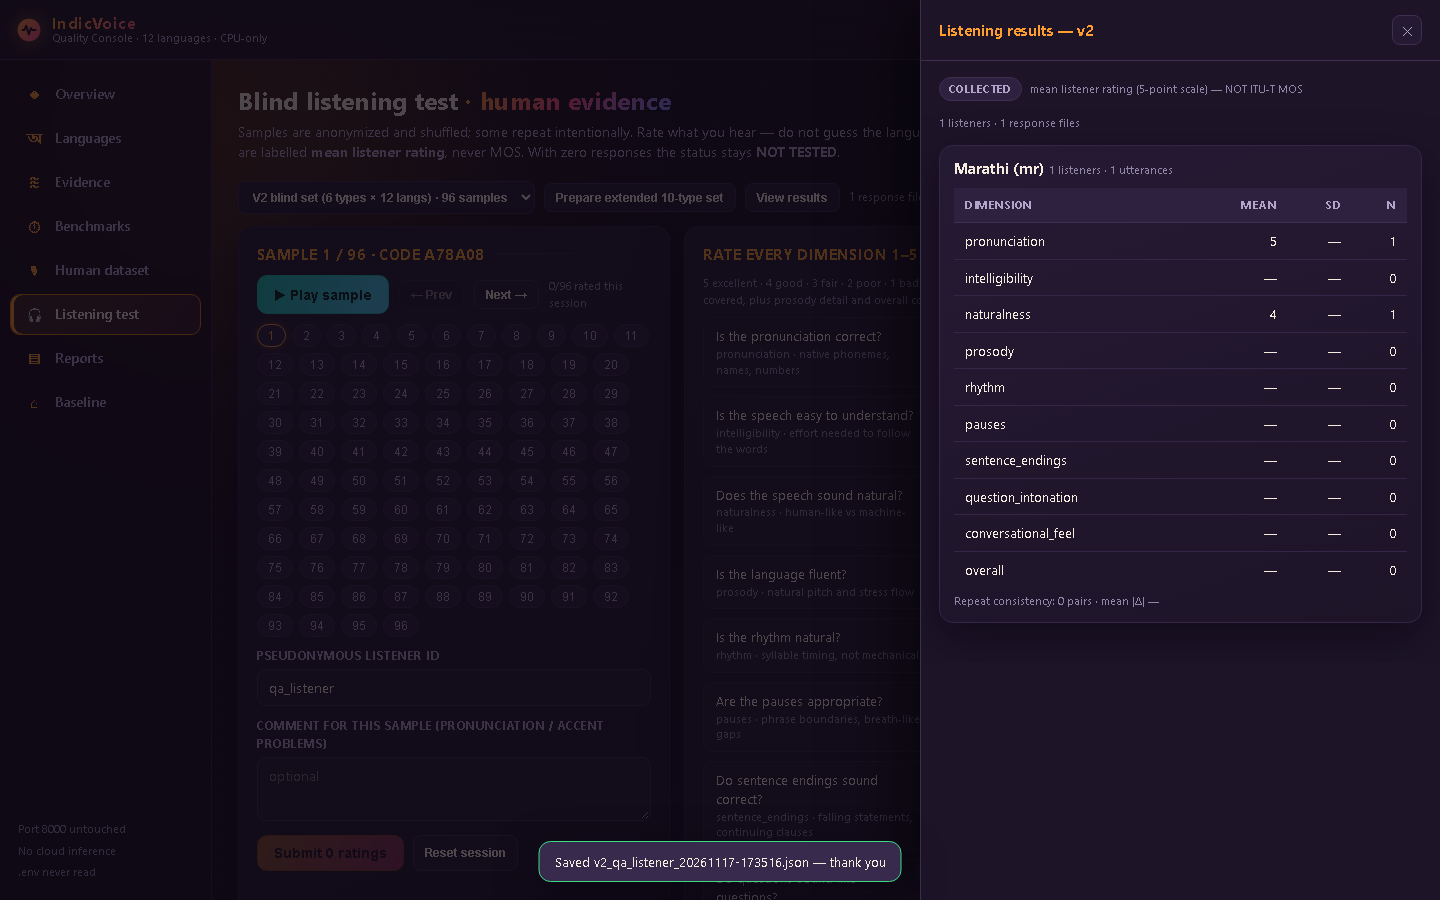 IndicVoice
Quality Console · 12 languages · CPU-only
Overview
Languages
Evidence
Benchmarks
Human dataset
Listening test
Reports
Baseline
Port 8000 untouched
No cloud inference
.env never read
Blind listening test · human evidence
Samples are anonymized and shuffled; some repeat intentionally. Rate what you hear — do not guess the langu
are labelled mean listener rating, never MOS. With zero responses the status stays NOT TESTED.
V2 blind set (6 types × 12 langs) · 96 samples
Prepare extended 10-type set
View results
1 response fil
SAMPLE 1 / 96 · CODE A78A08
▶ Play sample
← Prev
Next →
0/96 rated this
session
1 2 3 4 5 6 7 8 9 10 11
12 13 14 15 16 17 18 19 20
21 22 23 24 25 26 27 28 29
30 31 32 33 34 35 36 37 38
39 40 41 42 43 44 45 46 47
48 49 50 51 52 53 54 55 56
57 58 59 60 61 62 63 64 65
66 67 68 69 70 71 72 73 74
75 76 77 78 79 80 81 82 83
84 85 86 87 88 89 90 91 92
93 94 95 96
PSEUDONYMOUS LISTENER ID
qa_listener
COMMENT FOR THIS SAMPLE (PRONUNCIATION / ACCENT
PROBLEMS)
optional
Submit 0 ratings
Reset session
RATE EVERY DIMENSION 1–5
5 excellent · 4 good · 3 fair · 2 poor · 1 bad
covered, plus prosody detail and overall co
Is the pronunciation correct?
pronunciation · native phonemes,
names, numbers
Is the speech easy to understand?
intelligibility · effort needed to follow
the words
Does the speech sound natural?
naturalness · human-like vs machine-
like
Is the language fluent?
prosody · natural pitch and stress flow
Is the rhythm natural?
rhythm · syllable timing, not mechanical
Are the pauses appropriate?
pauses · phrase boundaries, breath-like
gaps
Do sentence endings sound
correct?
sentence_endings · falling statements,
continuing clauses
questions?
Saved v2_qa_listener_20261117-173516.json — thank you
Listening results — v2
COLLECTED
mean listener rating (5-point scale) — NOT ITU-T MOS
1 listeners · 1 response files
Marathi (mr) 1 listeners · 1 utterances
DIMENSION MEAN SD N
pronunciation 5 — 1
intelligibility — — 0
naturalness 4 — 1
prosody — — 0
rhythm — — 0
pauses — — 0
sentence_endings — — 0
question_intonation — — 0
conversational_feel — — 0
overall — — 0
Repeat consistency: 0 pairs · mean |Δ| —